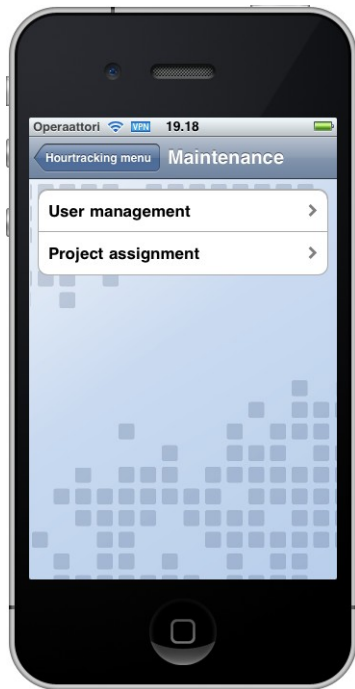 Operaattori VPN 19.18
Hourtracking menu Maintenance
User management
Project assignment